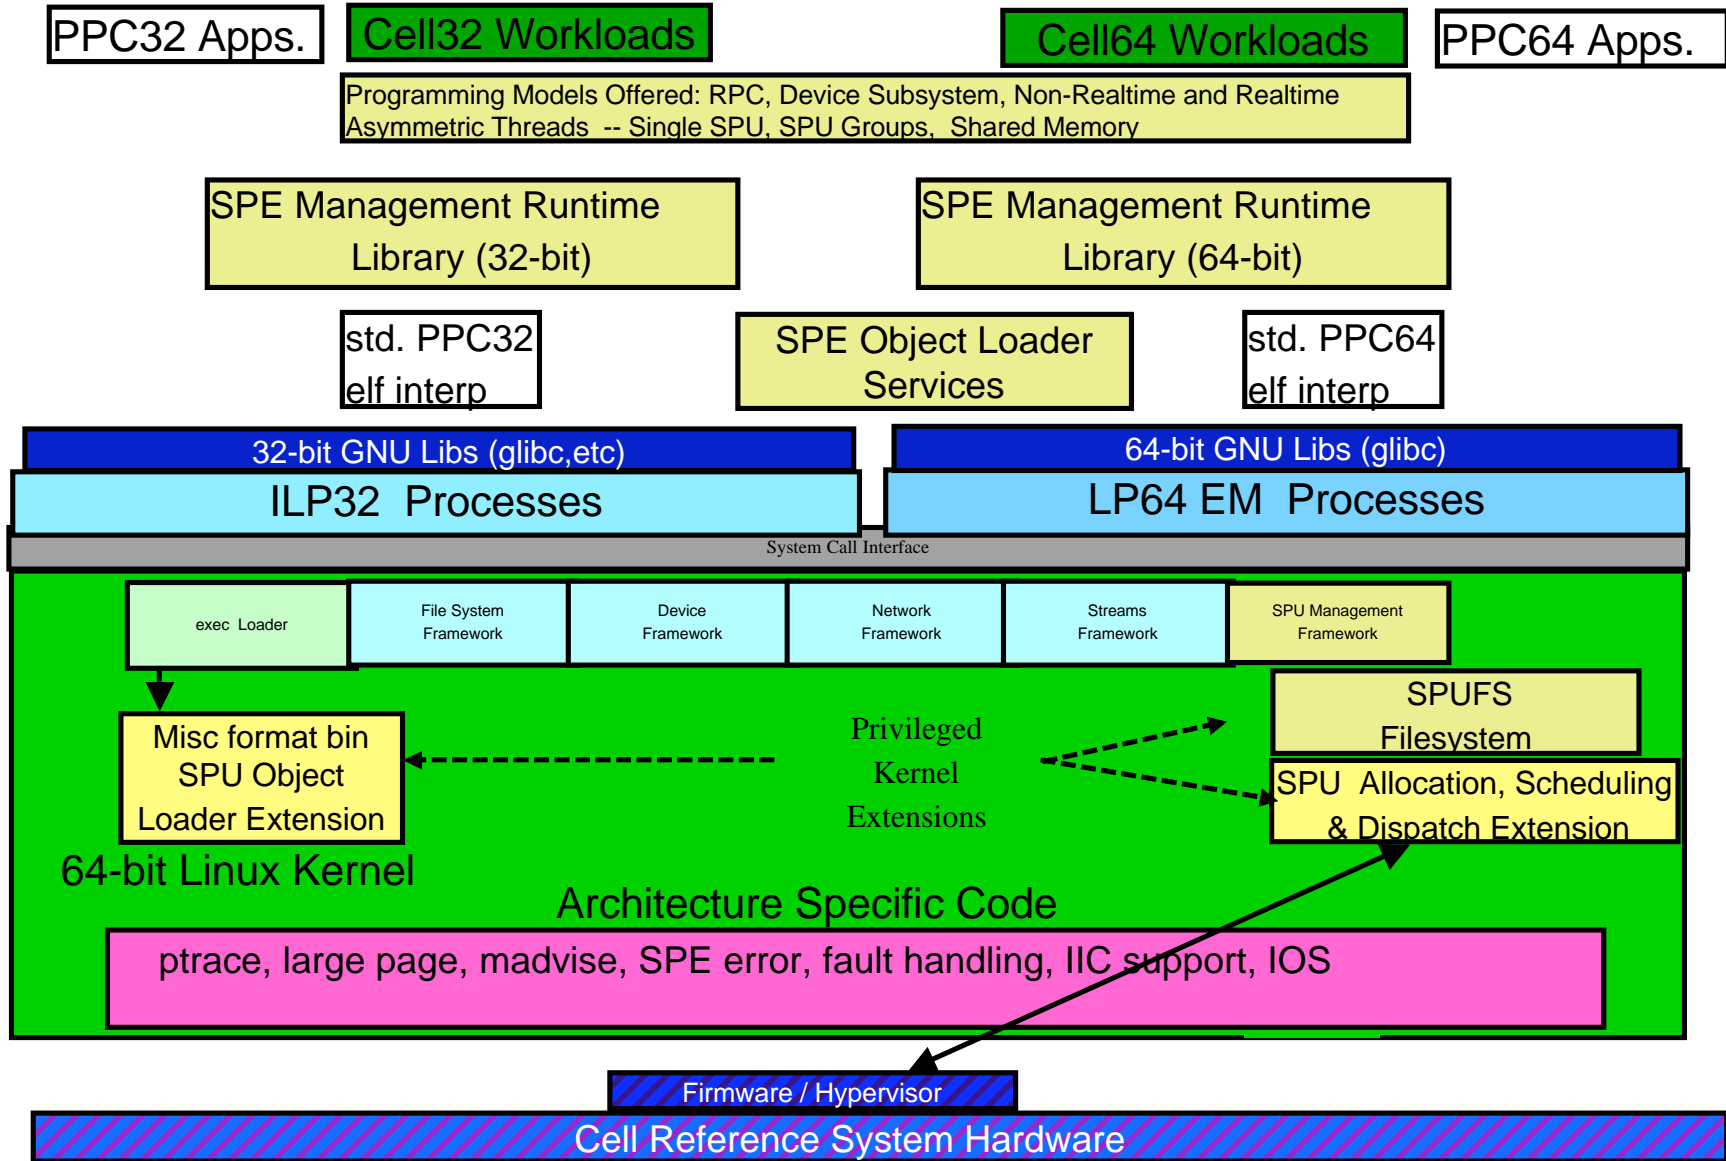 PPC32 Apps.
Cell32 Workloads
Cell64 Workloads
PPC64 Apps.
Programming Models Offered: RPC, Device Subsystem, Non-Realtime and Realtime
Asymmetric Threads -- Single SPU, SPU Groups, Shared Memory
SPE Management Runtime
Library (32-bit)
SPE Management Runtime
Library (64-bit)
std. PPC32
elf interp
SPE Object Loader
Services
std. PPC64
elf interp
32-bit GNU Libs (glibc,etc)
64-bit GNU Libs (glibc)
ILP32 Processes
LP64 EM Processes
System Call Interface
exec Loader
File System
Framework
Device
Framework
Network
Framework
Streams
Framework
SPU Management
Framework
Misc format bin
SPU Object
Loader Extension
Privileged
Kernel
Extensions
SPUFS
Filesystem
SPU Allocation, Scheduling
& Dispatch Extension
64-bit Linux Kernel
Architecture Specific Code
ptrace, large page, madvise, SPE error, fault handling, IIC support, IOS
Firmware / Hypervisor
Cell Reference System Hardware